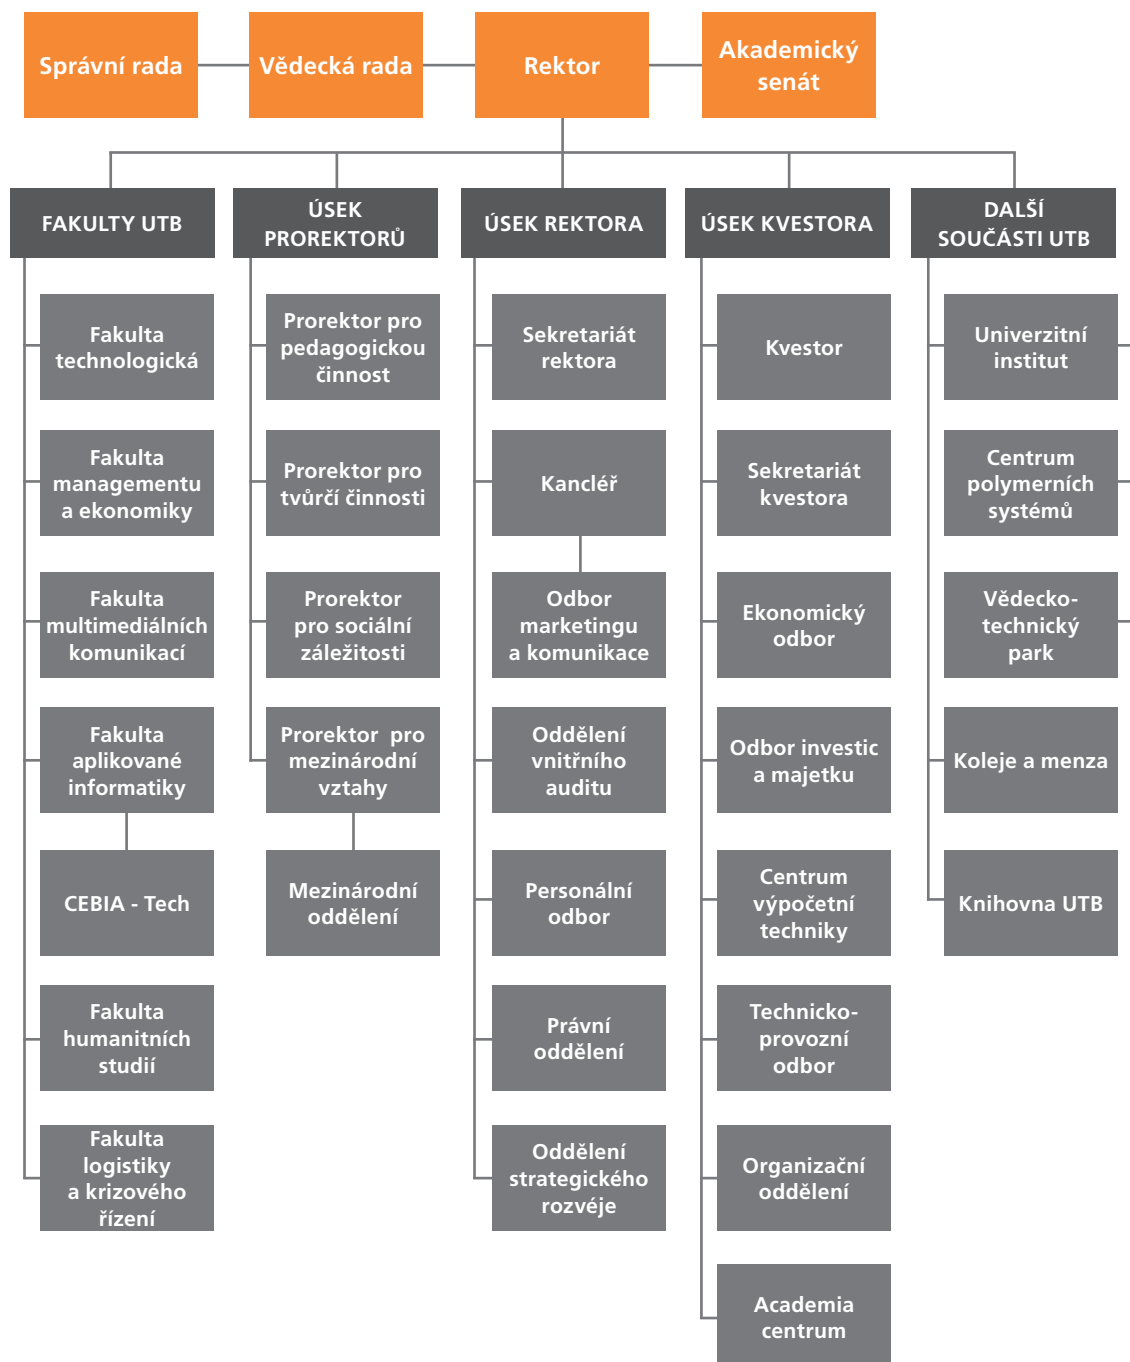 Správní rada
Vědecká rada
Rektor
Akademický
senát
FAKULTY UTB
ÚSEK
PROREKTORŮ
ÚSEK REKTORA
ÚSEK KVESTORA
DALŠÍ
SOUČÁSTI UTB
Fakulta
technologická
Fakulta
managementu
a ekonomiky
Fakulta
multimediálních
komunikací
Fakulta
aplikované
informatiky
CEBIA - Tech
Fakulta
humanitních
studií
Fakulta
logistiky
a krizového
řízení
Prorektor pro
pedagogickou
činnost
Prorektor pro
tvůrčí činnosti
Prorektor
pro sociální
záležitosti
Prorektor  pro
mezinárodní
vztahy
Mezinárodní
oddělení
Sekretariát
rektora
Kancléř
Odbor
marketingu
a komunikace
Oddělení
vnitřního
auditu
Personální
odbor
Právní
oddělení
Oddělení
strategického
rozvéje
Kvestor
Sekretariát
kvestora
Ekonomický
odbor
Odbor investic
a majetku
Centrum
výpočetní
techniky
Technicko-
provozní
odbor
Organizační
oddělení
Academia
centrum
Univerzitní
institut
Centrum
polymerních
systémů
Vědecko-
technický
park
Koleje a menza
Knihovna UTB